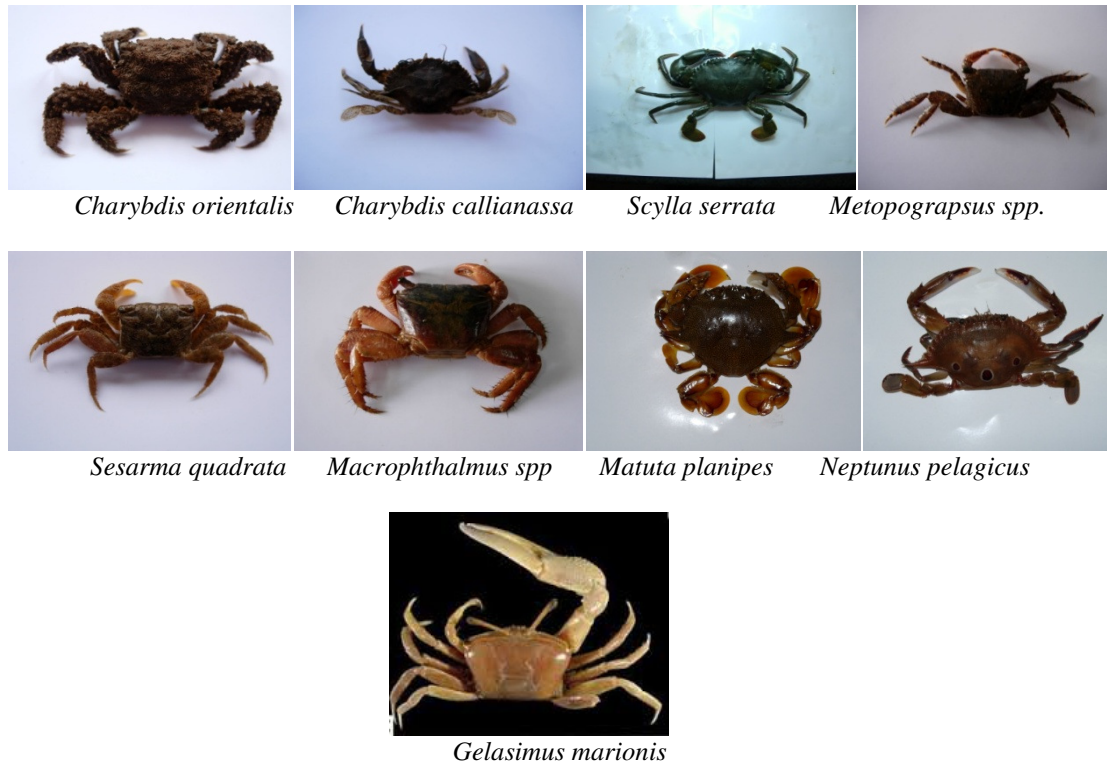 Charybdis orientalis Charybdis callianassa Scylla serrata Metopograpsus spp.
Sesarma quadrata Macrophthalmus spp Matuta planipes Neptunus pelagicus
Gelasimus marionis